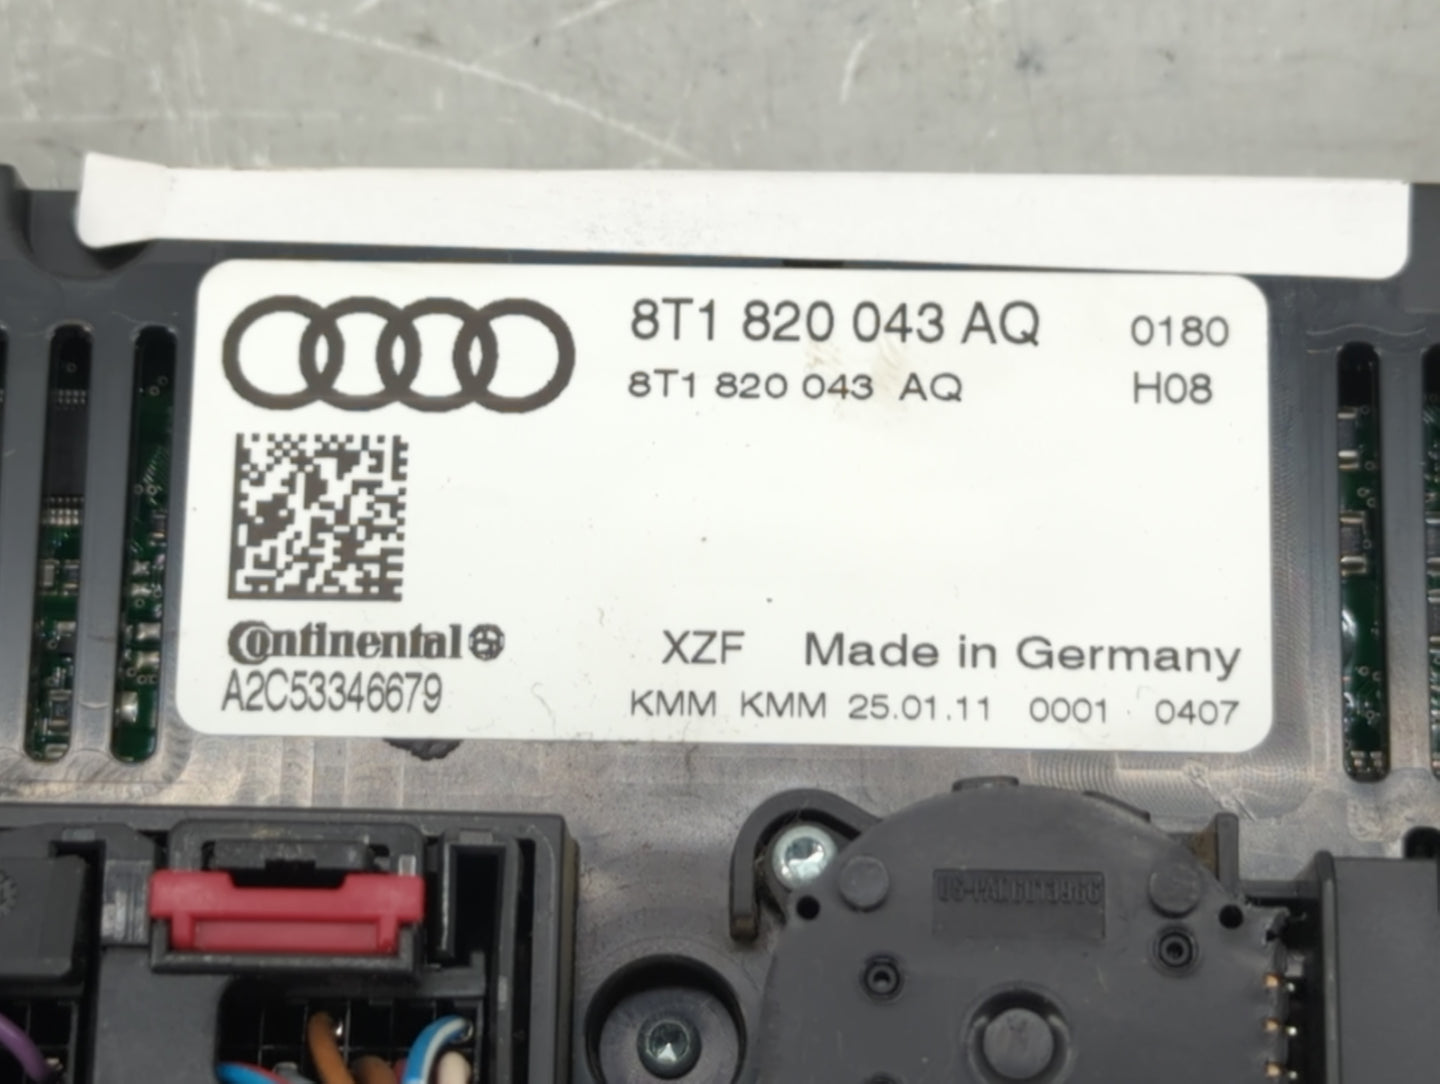 8T1 820 043 AQ 0180
8T1 820 043 AQ H08
Continental
A2C53346679
XZF Made in Germany
KMM KMM 25.01.11 0001 0407